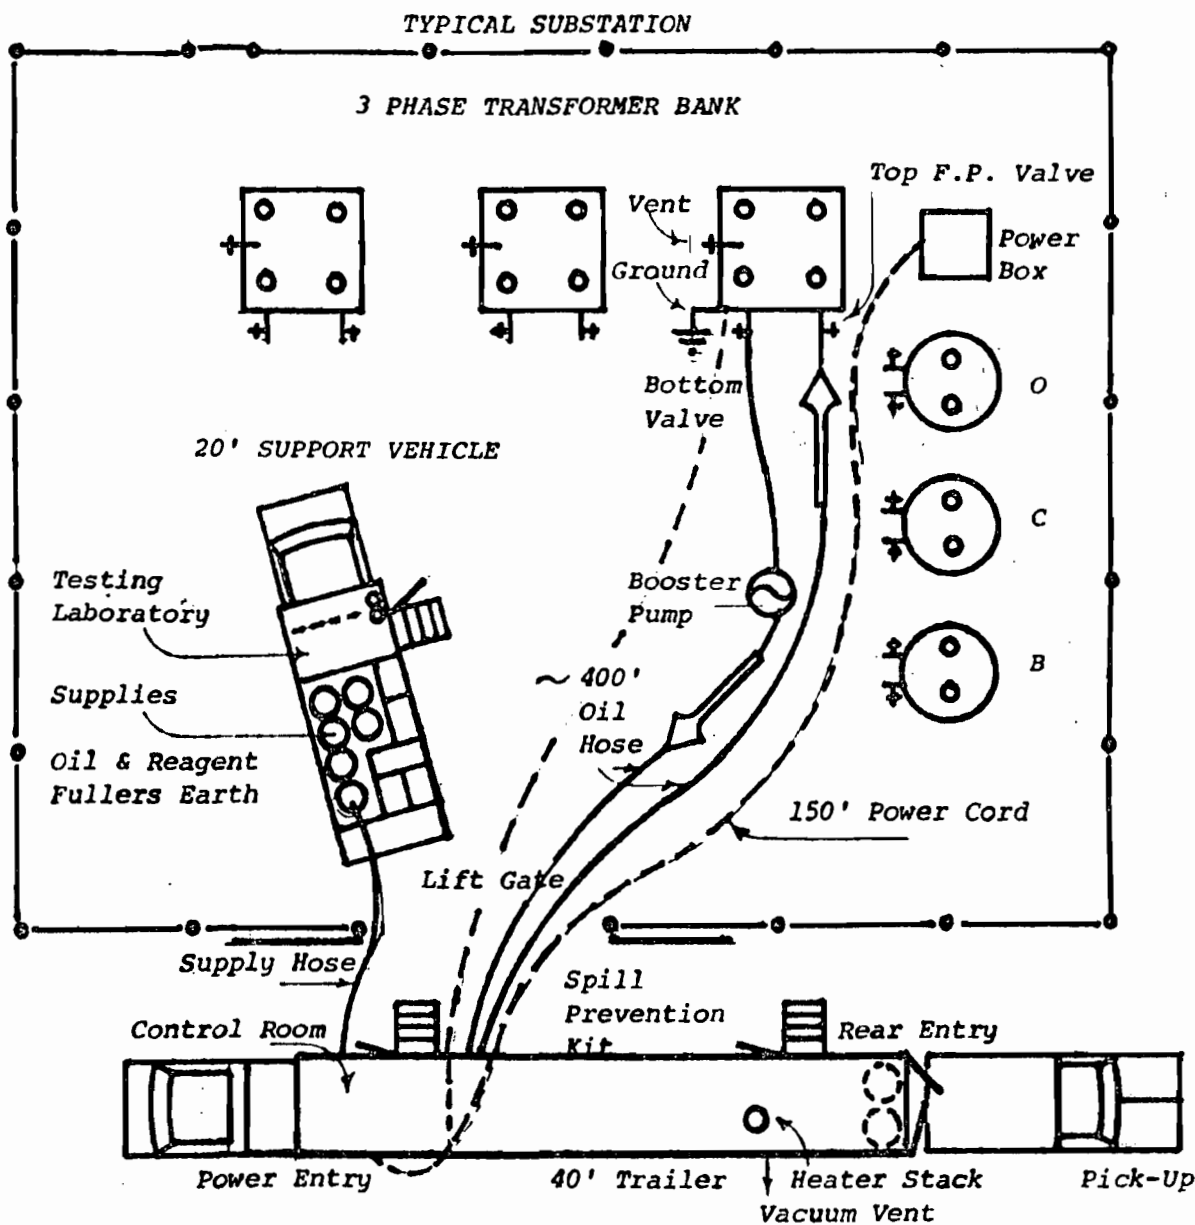 TYPICAL SUBSTATION
3 PHASE TRANSFORMER BANK
Top F.P. Valve
Vent
Ground
Power
Box
Bottom
Valve
O
20' SUPPORT VEHICLE
C
Testing
Laboratory
Booster
Pump
B
Supplies
~ 400'
Oil
Hose
Oil & Reagent
Fullers Earth
150' Power Cord
Lift Gate
Supply Hose
Spill
Prevention
Kit
Control Room
Rear Entry
Power Entry
40' Trailer
Heater Stack
Pick-Up
Vacuum Vent